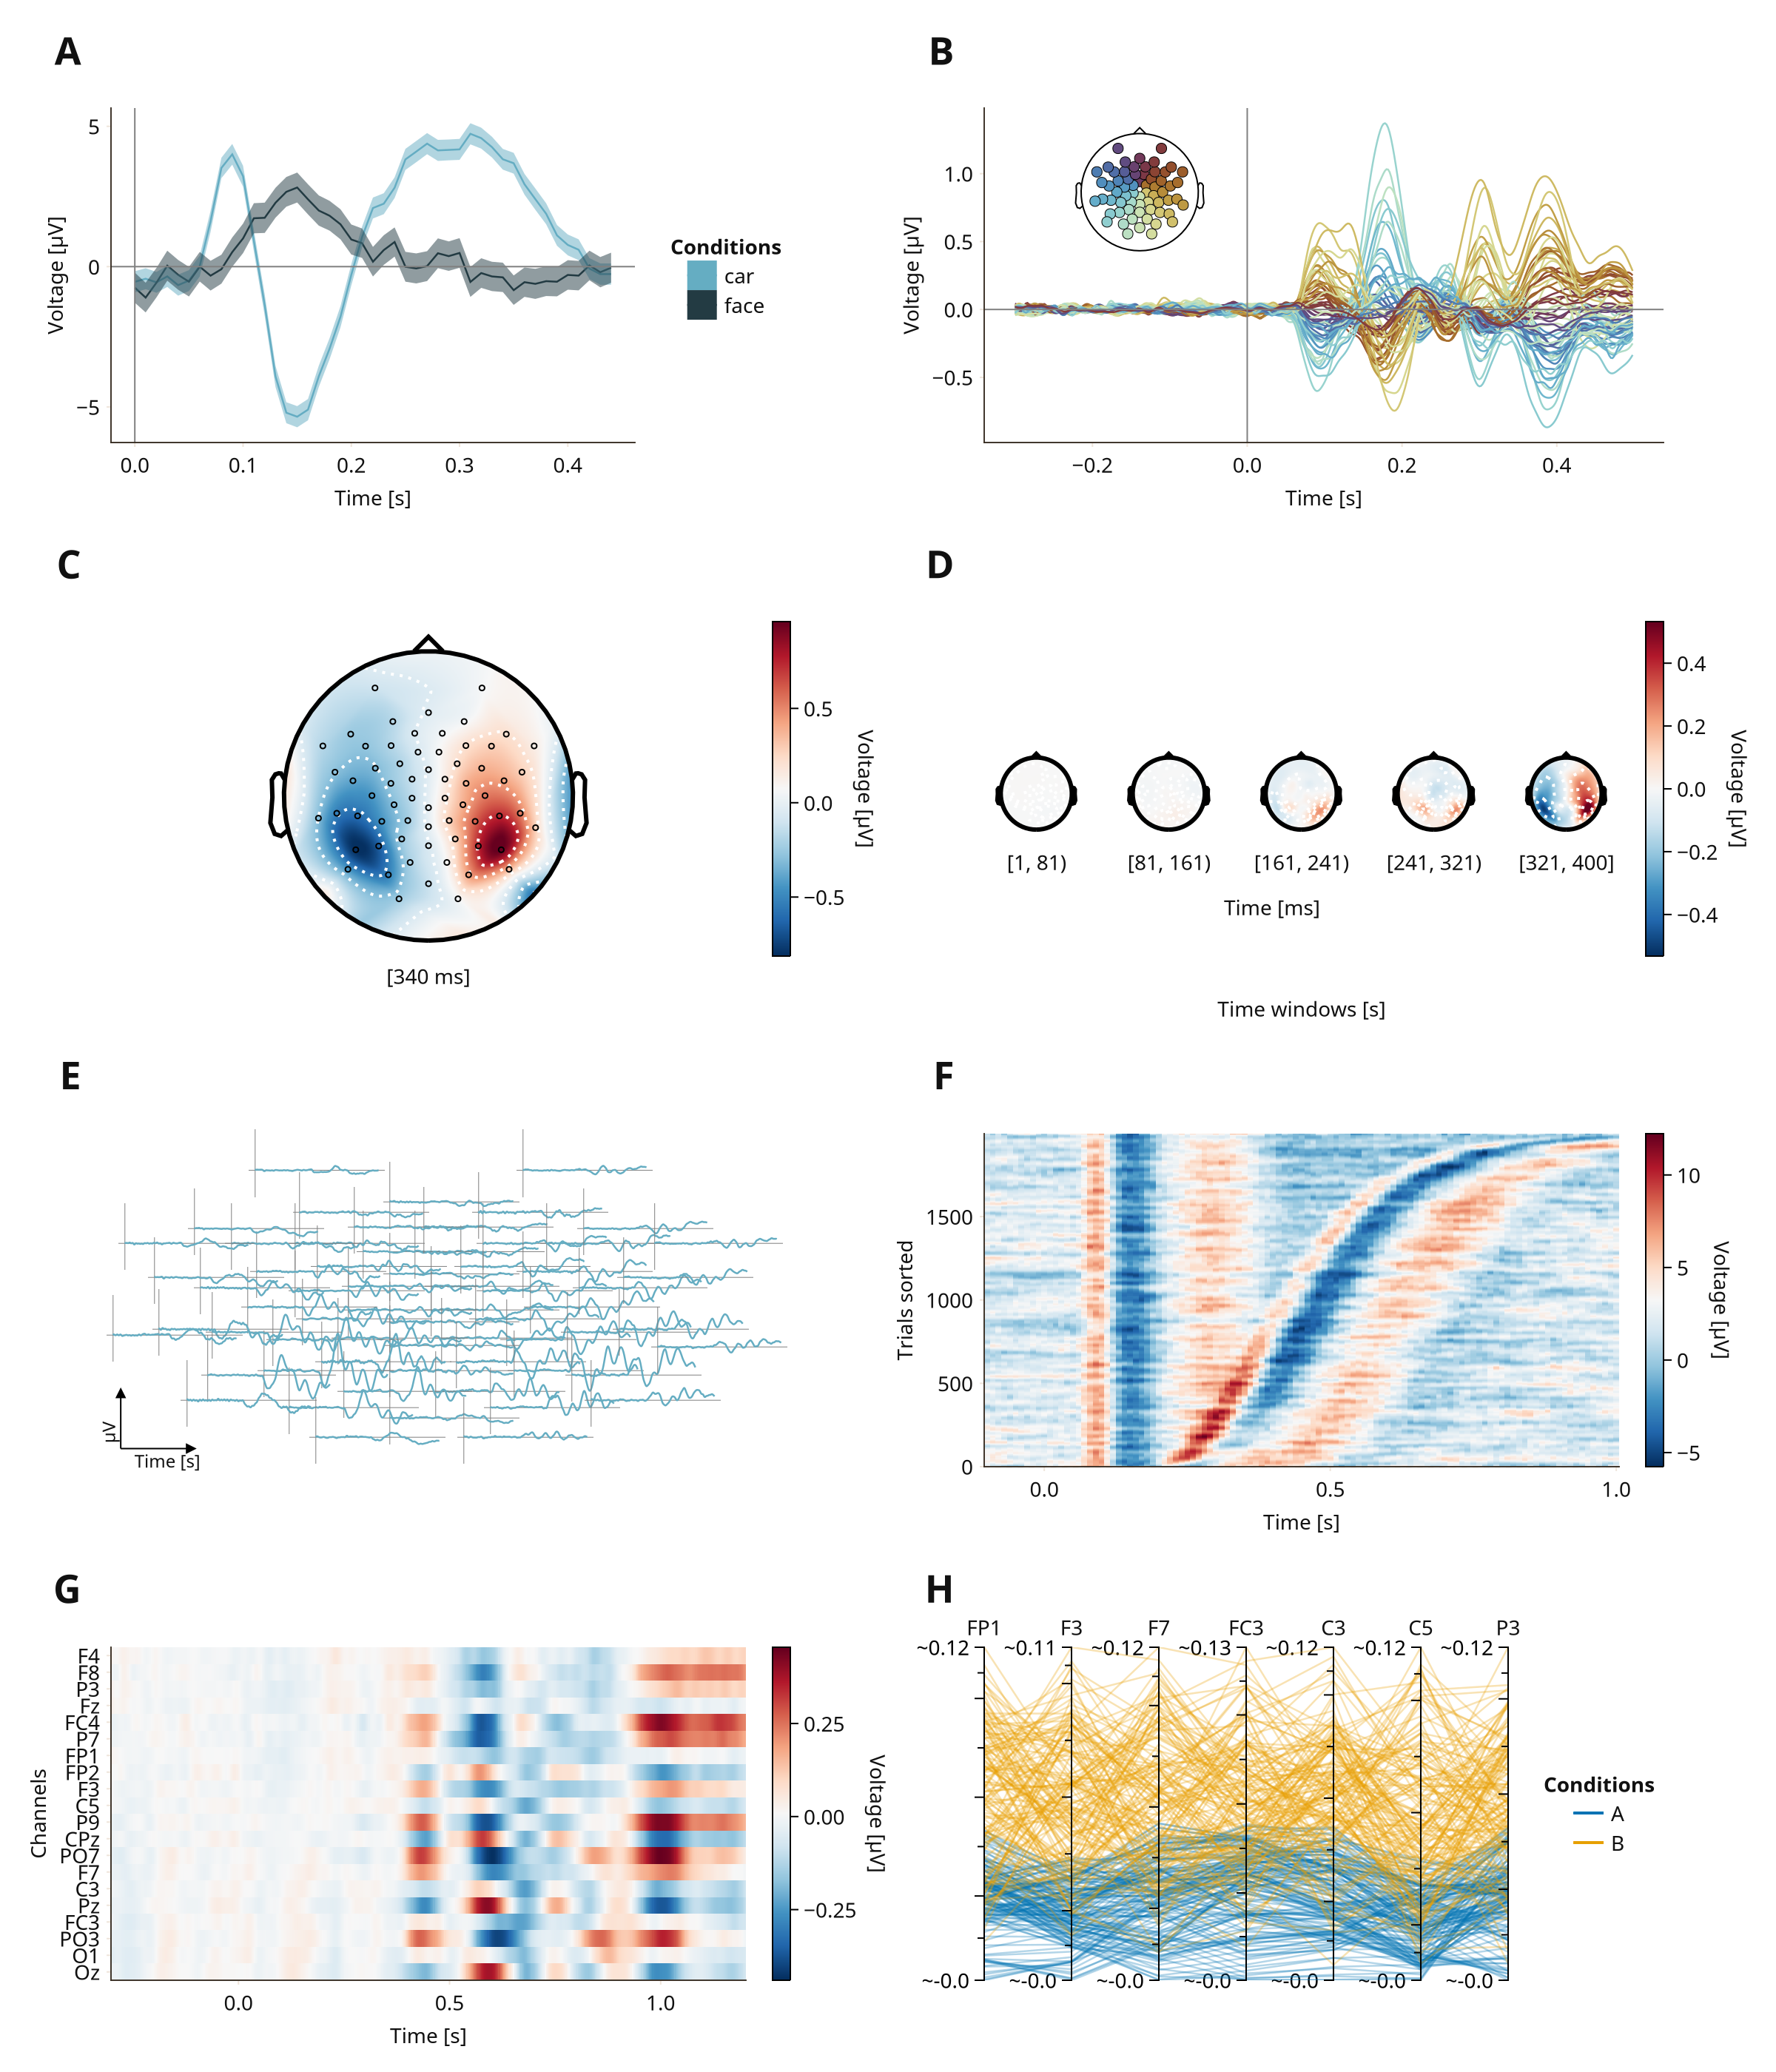 A
5
0
−5
Voltage [µV]
0.0 0.1 0.2 0.3 0.4
Time [s]
Conditions
car
face
B
1.0
0.5
0.0
−0.5
Voltage [µV]
−0.2 0.0 0.2 0.4
Time [s]
C
[340 ms]
0.5
0.0
−0.5
Voltage [µV]
D
[1, 81) [81, 161) [161, 241) [241, 321) [321, 400]
Time [ms]
Time windows [s]
0.4
0.2
0.0
−0.2
−0.4
Voltage [µV]
E
µV
Time [s]
F
1500
1000
500
0
Trials sorted
0.0 0.5 1.0
Time [s]
10
5
0
−5
Voltage [µV]
G
F4
F8
P3
Fz
FC4
P7
FP1
FP2
F3
C5
P9
CPz
PO7
F7
C3
Pz
FC3
PO3
O1
Oz
Channels
0.0 0.5 1.0
Time [s]
0.25
0.00
−0.25
Voltage [µV]
H
FP1 F3 F7 FC3 C3 C5 P3
~0.12 ~0.11 ~0.12 ~0.13 ~0.12 ~0.12 ~0.12
~-0.0 ~-0.0 ~-0.0 ~-0.0 ~-0.0 ~-0.0 ~-0.0
Conditions
A
B